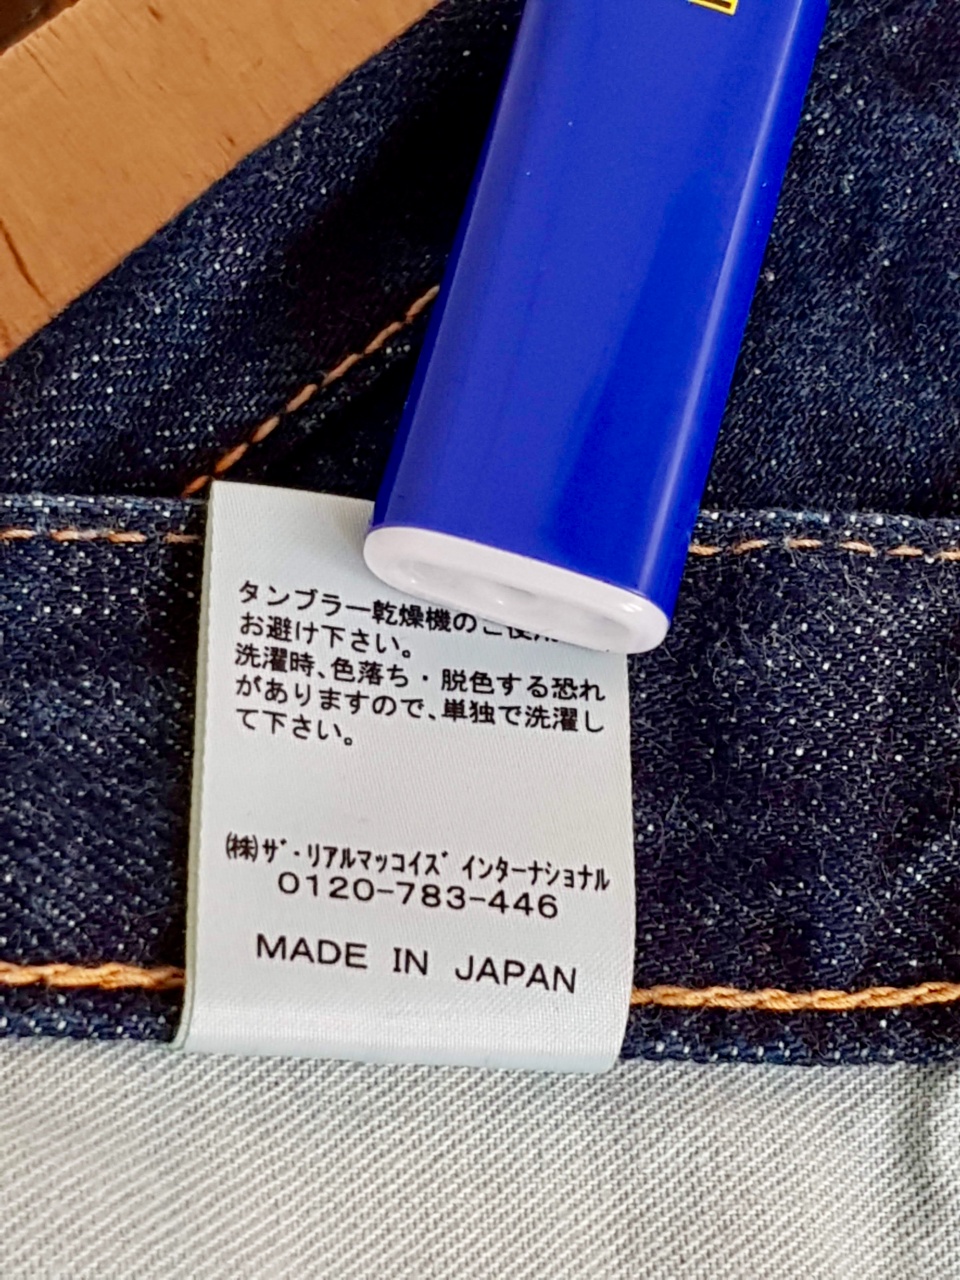 タンブラー乾燥機のご使用
お避け下さい。
洗濯時、色落ち・脱色する恐れ
がありますので、単独で洗濯し
て下さい。
㈱ｻﾞ・ﾘｱﾙﾏｯｺｲｽﾞ ｲﾝﾀｰﾅｼｮﾅﾙ
0120-783-446
MADE IN JAPAN